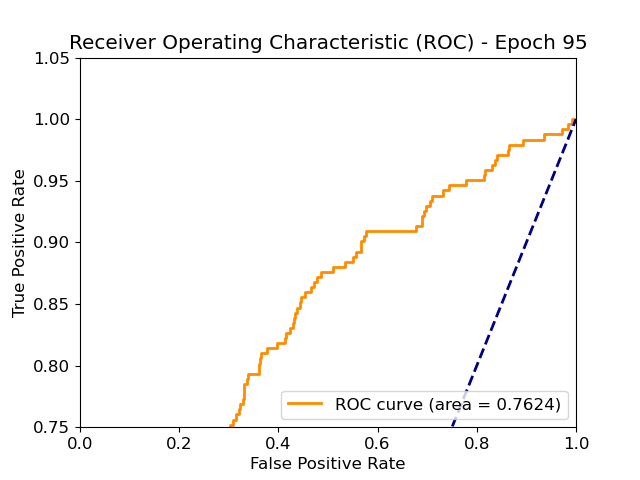 Receiver Operating Characteristic (ROC) - Epoch 95
True Positive Rate
1.05
1.00
0.95
0.90
0.85
0.80
0.75
ROC curve (area = 0.7624)
0.0 0.2 0.4 0.6 0.8 1.0
False Positive Rate